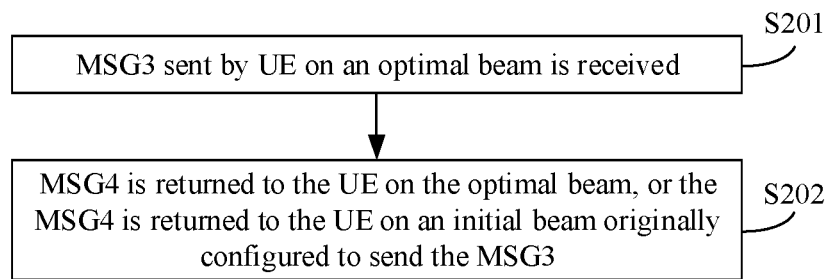 S201
MSG3 sent by UE on an optimal beam is received
MSG4 is returned to the UE on the optimal beam, or the
MSG4 is returned to the UE on an initial beam originally
configured to send the MSG3
S202